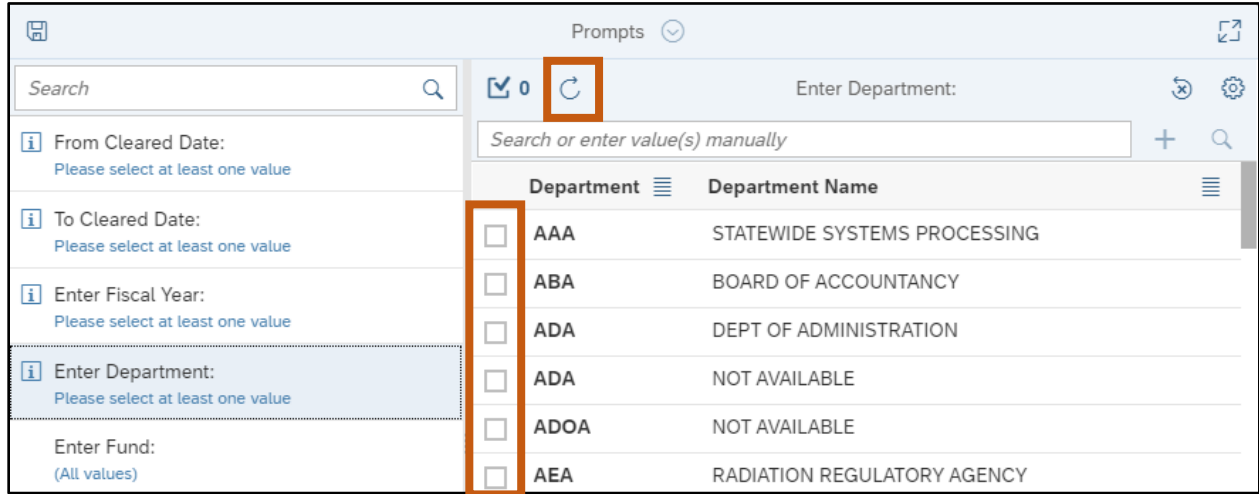 Prompts
Search
From Cleared Date:
Please select at least one value
To Cleared Date:
Please select at least one value
Enter Fiscal Year:
Please select at least one value
Enter Department:
Please select at least one value
Enter Fund:
(All values)
0 Enter Department:
Search or enter value(s) manually
Department Department Name
AAA STATEWIDE SYSTEMS PROCESSING
ABA BOARD OF ACCOUNTANCY
ADA DEPT OF ADMINISTRATION
ADA NOT AVAILABLE
ADOA NOT AVAILABLE
AEA RADIATION REGULATORY AGENCY